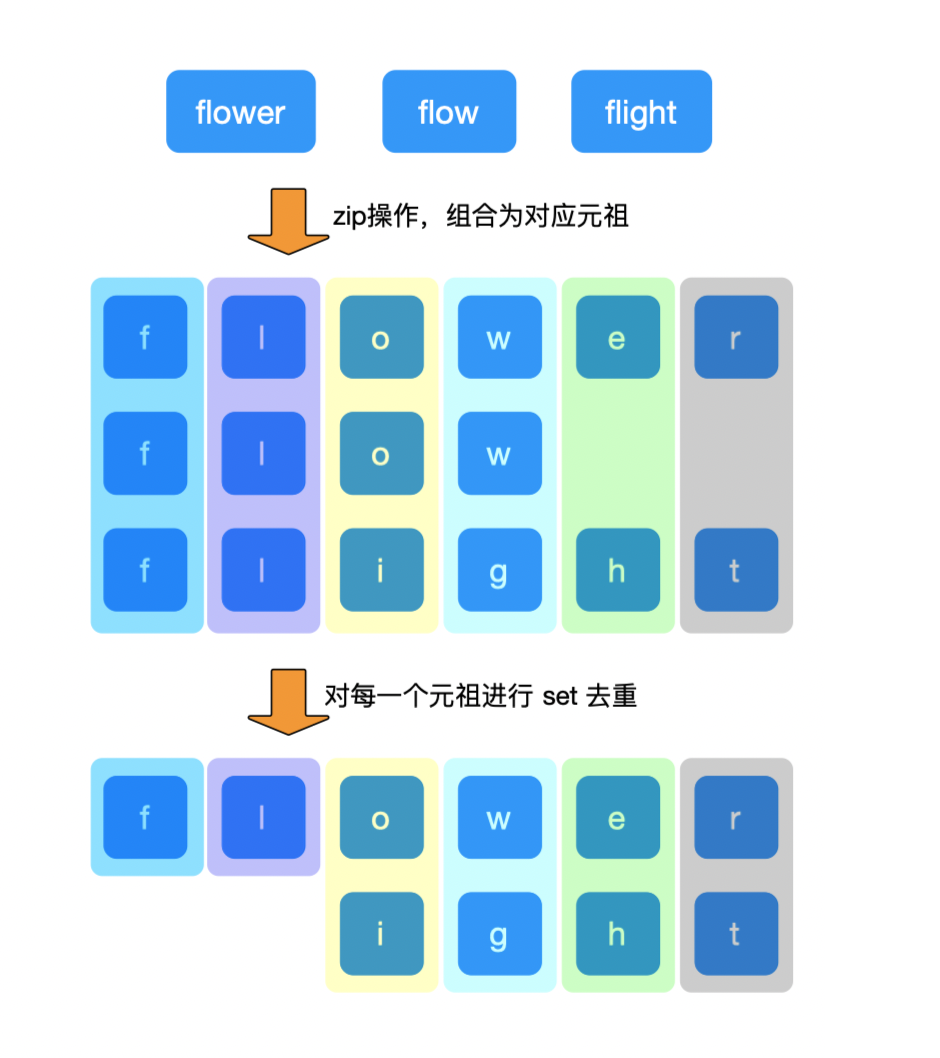 flower flow flight
zip操作，组合为对应元祖
f l o w e r
f l o w
f l i g h t
对每一个元祖进行 set 去重
f l o w e r
i g h t